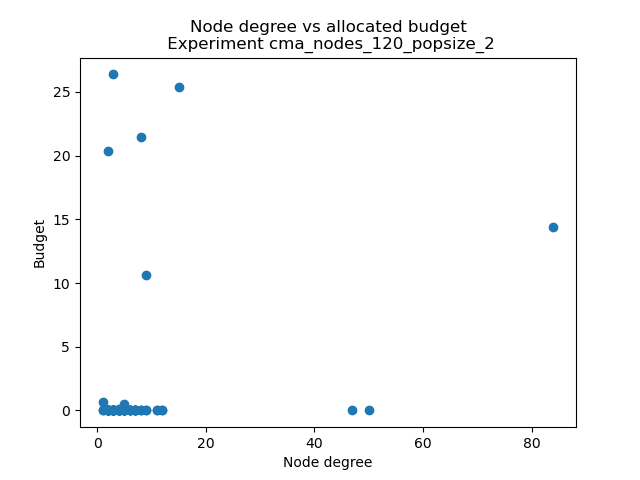 Node degree vs allocated budget
Experiment cma_nodes_120_popsize_2
25
20
15
10
5
0
Budget
0 20 40 60 80
Node degree